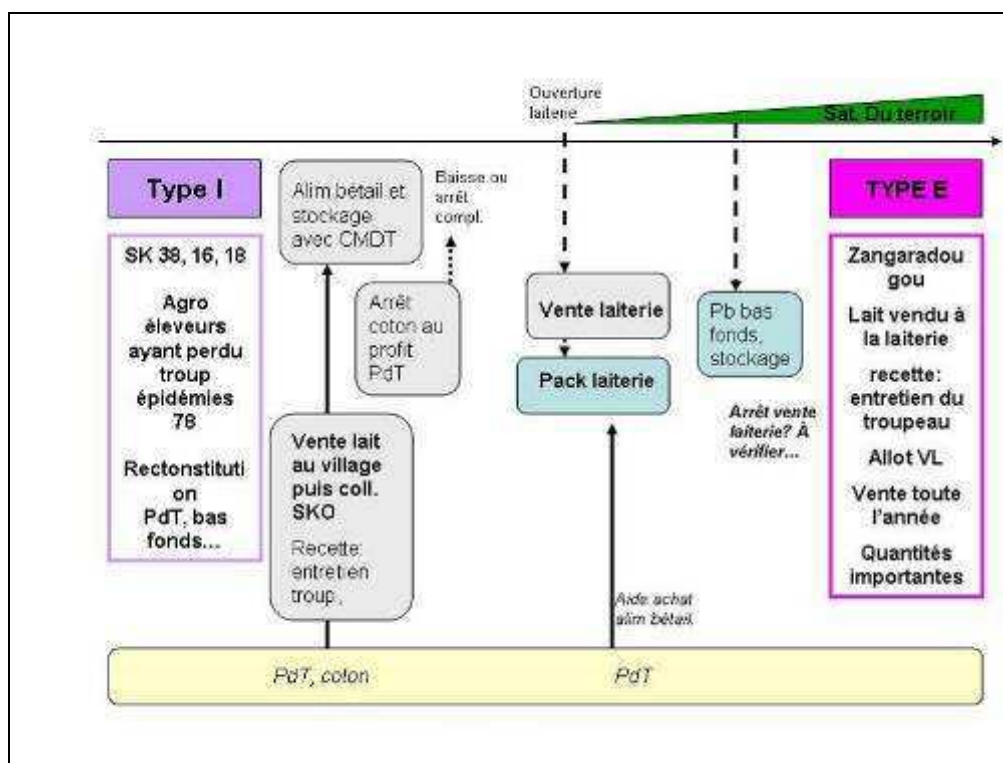 Ouverture
laiterie
Sat. Du terroir
Type I
SK 38, 16, 18
Agro
éleveurs
ayant perdu
troup
épidémies
78
Rectonstituti
on
PdT, bas
fonds...
Alim bétail et
stockage
avec CMDT
Baisse ou
arrêt
compl.
Arrêt
coton au
profit
PdT
Vente lait
au village
puis coll.
SKO
Recette:
entretien
troup.
Vente laiterie
Pack laiterie
Aide achat
alim bétail
Pb bas
fonds,
stockage
Arrêt vente
laiterie? À
vérifier...
TYPE E
Zangaradou
gou
Lait vendu à
la laiterie
recette:
entretien du
troupeau
Allot VL
Vente toute
l'année
Quantités
importantes
PdT, coton
PdT